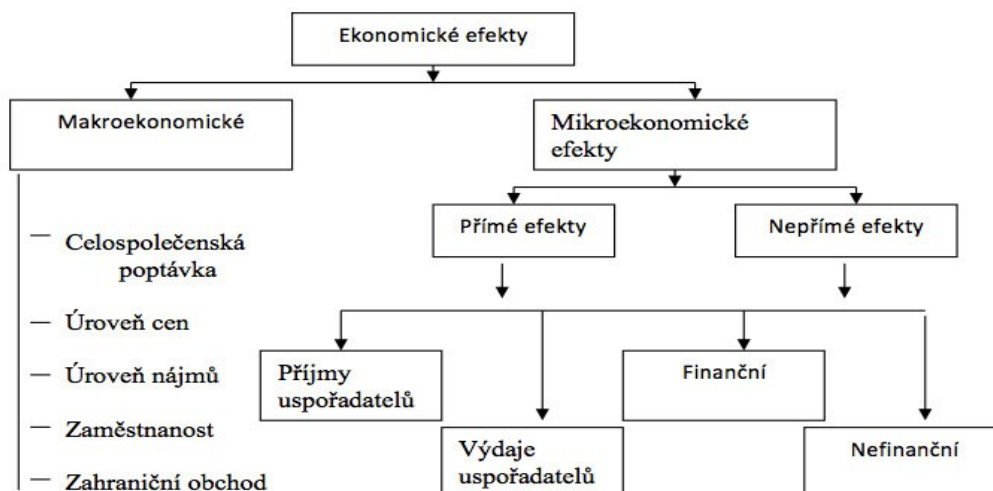 Ekonomické efekty
Makroekonomické
Mikroekonomické
efekty
Přímé efekty
Nepřímé efekty
Celospolečenská
poptávka
Úroveň cen
Úroveň nájmů
Zaměstnanost
Zahraniční obchod
Příjmy
uspořadatelů
Finanční
Výdaje
uspořadatelů
Nefinanční